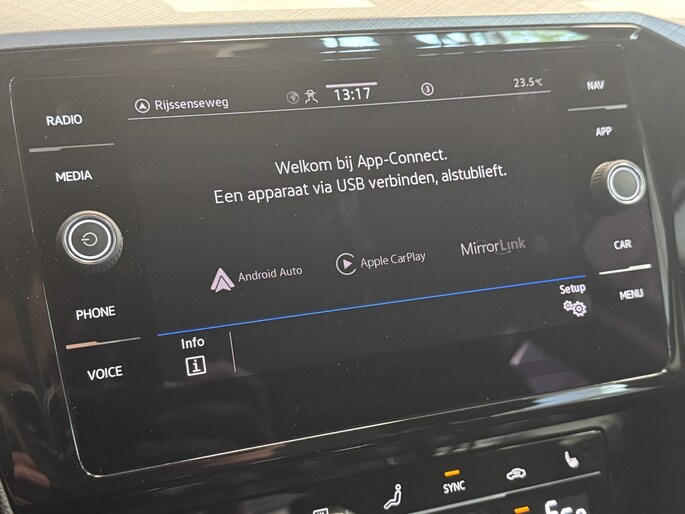 RADIO
MEDIA
PHONE
VOICE
Rijssenseweg
13:17
3
23.5°C
Welkom bij App-Connect.
Een apparaat via USB verbinden, alstublieft.
Android Auto
Apple CarPlay
MirrorLink
Info
i
Setup
NAV
APP
CAR
MENU
SYNC